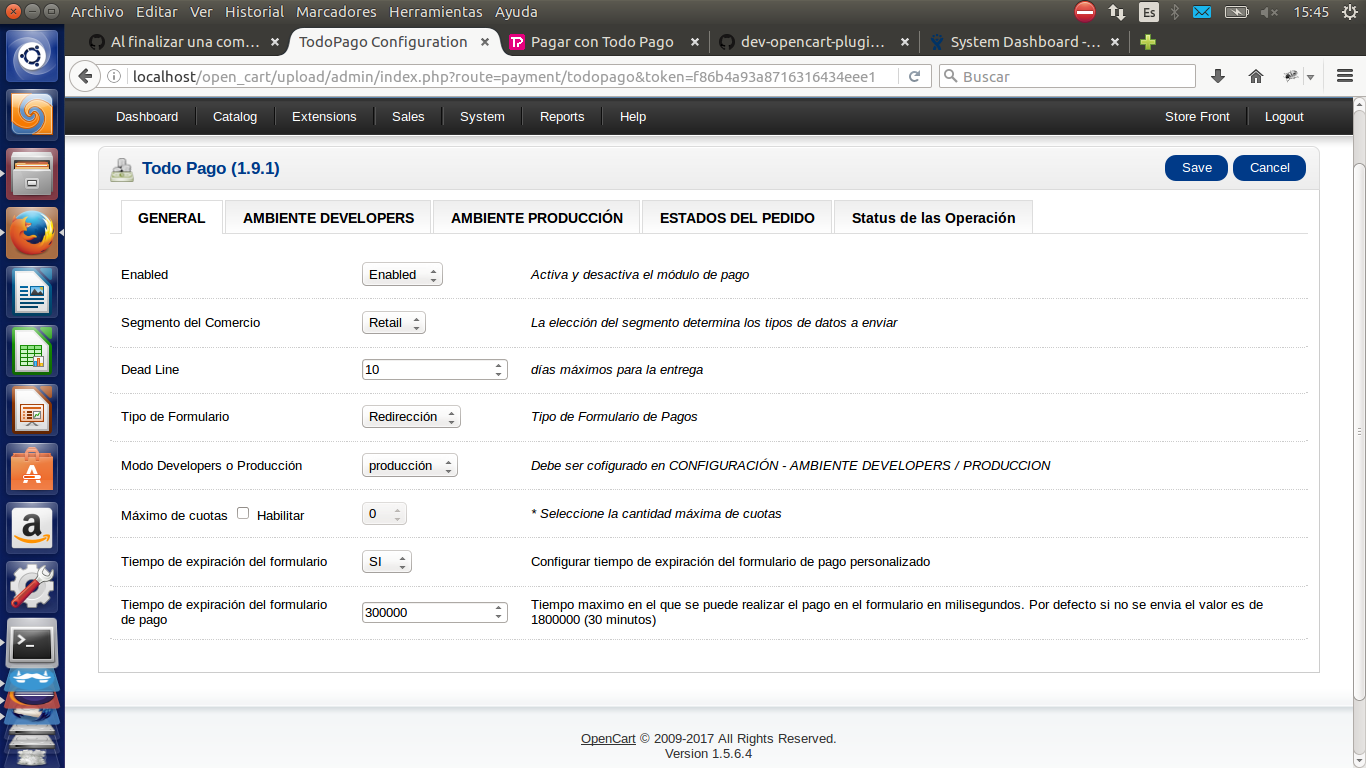 Archivo Editar Ver Historial Marcadores Herramientas Ayuda
Es
15:45
Al finalizar una com…
TodoPago Configuration
Pagar con Todo Pago
dev-opencart-plugi…
System Dashboard -…
localhost/open_cart/upload/admin/index.php?route=payment/todopago&token=f86b4a93a8716316434eee1
Buscar
Dashboard
Catalog
Extensions
Sales
System
Reports
Help
Store Front
Logout
Todo Pago (1.9.1)
Save
Cancel
GENERAL
AMBIENTE DEVELOPERS
AMBIENTE PRODUCCIÓN
ESTADOS DEL PEDIDO
Status de las Operación
Enabled
Enabled
Activa y desactiva el módulo de pago
Segmento del Comercio
Retail
La elección del segmento determina los tipos de datos a enviar
Dead Line
10
días máximos para la entrega
Tipo de Formulario
Redirección
Tipo de Formulario de Pagos
Modo Developers o Producción
producción
Debe ser cofigurado en CONFIGURACIÓN - AMBIENTE DEVELOPERS / PRODUCCION
Máximo de cuotas
Habilitar
0
* Seleccione la cantidad máxima de cuotas
Tiempo de expiración del formulario
SI
Configurar tiempo de expiración del formulario de pago personalizado
Tiempo de expiración del formulario
de pago
300000
Tiempo maximo en el que se puede realizar el pago en el formulario en milisegundos. Por defecto si no se envia el valor es de
1800000 (30 minutos)
OpenCart © 2009-2017 All Rights Reserved.
Version 1.5.6.4